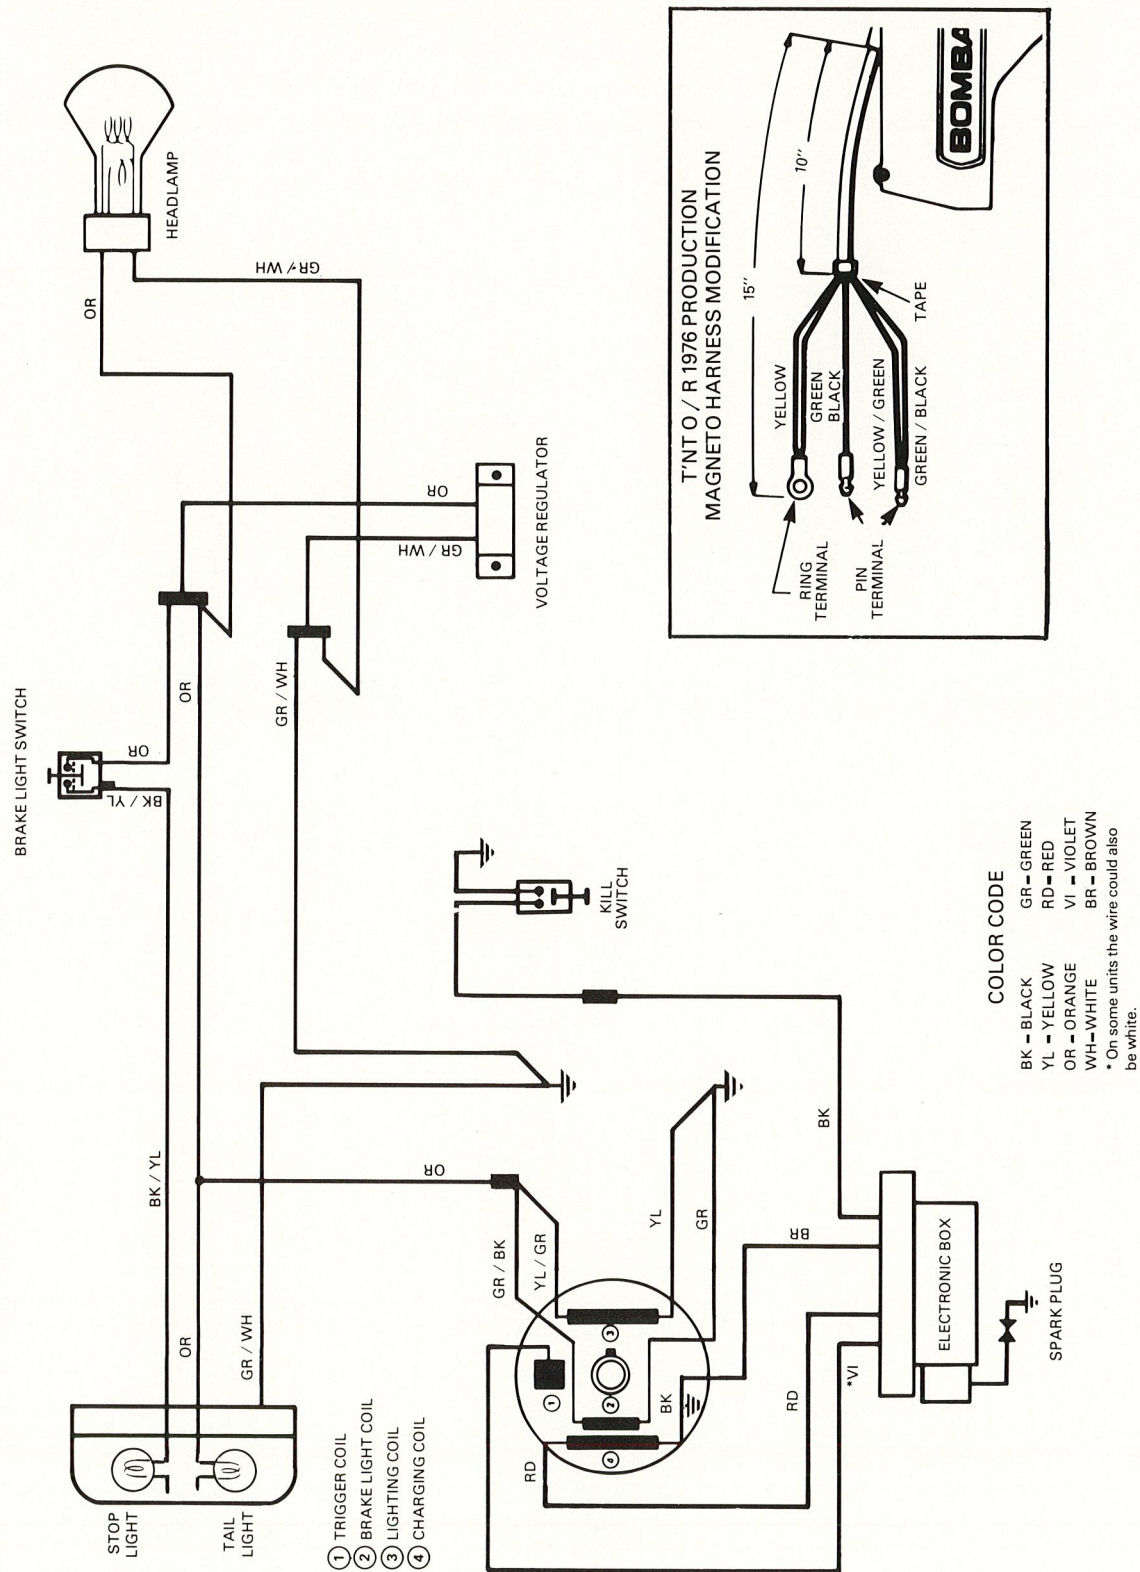 HEADLAMP
OR
GR / WH
BRAKE LIGHT SWITCH
OR
BK / YL
OR
OR
GR / WH
GR / WH
VOLTAGE REGULATOR
KILL
SWITCH
BK / YL
OR
GR / WH
OR
STOP
LIGHT
TAIL
LIGHT
1 TRIGGER COIL
2 BRAKE LIGHT COIL
3 LIGHTING COIL
4 CHARGING COIL
GR / BK
YL / GR
YL
GR
1
2
3
4
BK
RD
BR
BK
RD
*VI
ELECTRONIC BOX
SPARK PLUG
COLOR CODE
BK - BLACK GR - GREEN
YL - YELLOW RD - RED
OR - ORANGE VI - VIOLET
WH - WHITE BR - BROWN
* On some units the wire could also
be white.
T'NT O / R 1976 PRODUCTION
MAGNETO HARNESS MODIFICATION
15"
10"
YELLOW
GREEN
BLACK
YELLOW / GREEN
GREEN / BLACK
TAPE
RING
TERMINAL
PIN
TERMINAL
BOMBA